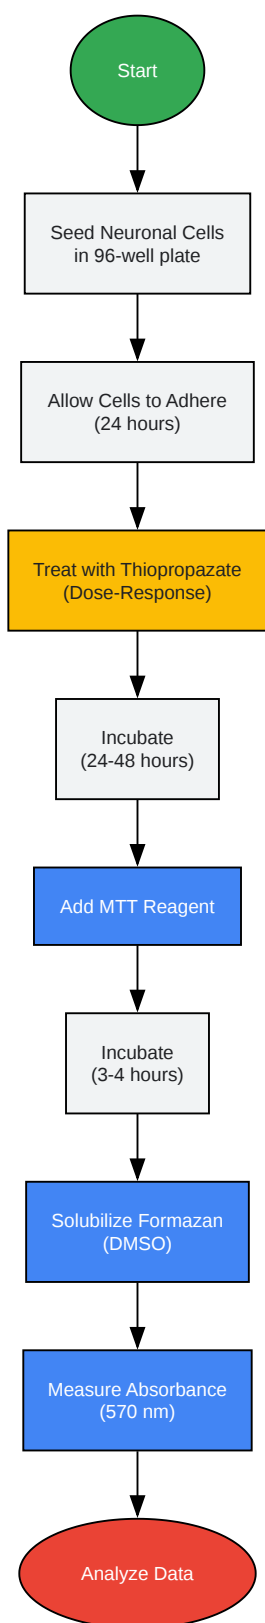 Start
Seed Neuronal Cells
in 96-well plate
Allow Cells to Adhere
(24 hours)
Treat with Thiopropazate
(Dose-Response)
Incubate
(24-48 hours)
Add MTT Reagent
Incubate
(3-4 hours)
Solubilize Formazan
(DMSO)
Measure Absorbance
(570 nm)
Analyze Data